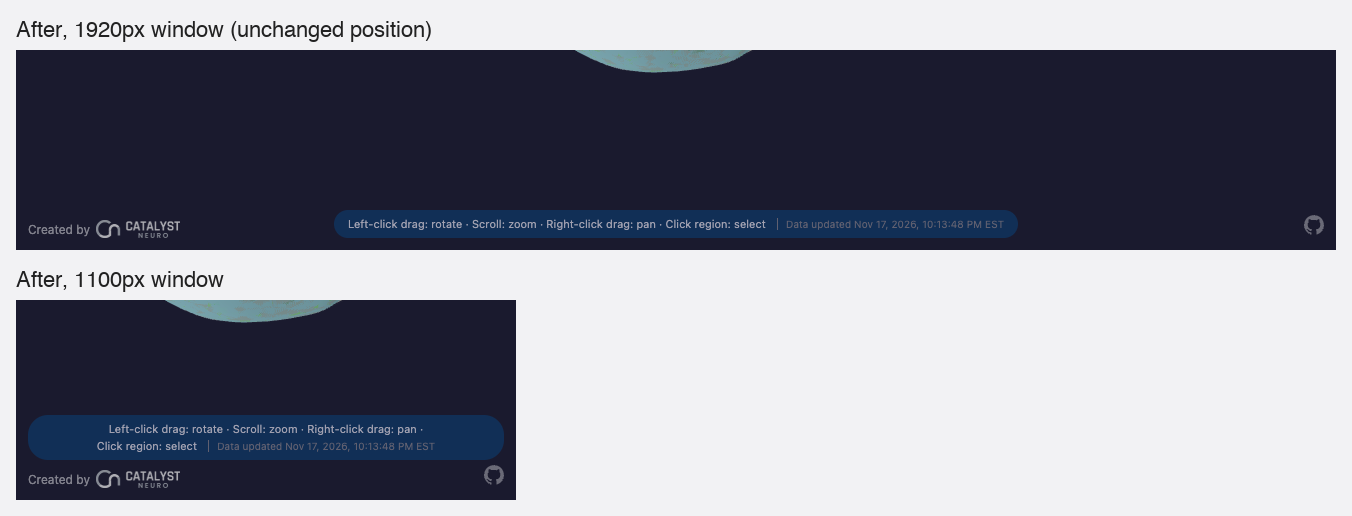 After, 1920px window (unchanged position)
Created by CATALYST NEURO
Left-click drag: rotate · Scroll: zoom · Right-click drag: pan · Click region: select | Data updated Nov 17, 2026, 10:13:48 PM EST
After, 1100px window
Left-click drag: rotate · Scroll: zoom · Right-click drag: pan ·
Click region: select | Data updated Nov 17, 2026, 10:13:48 PM EST
Created by CATALYST NEURO